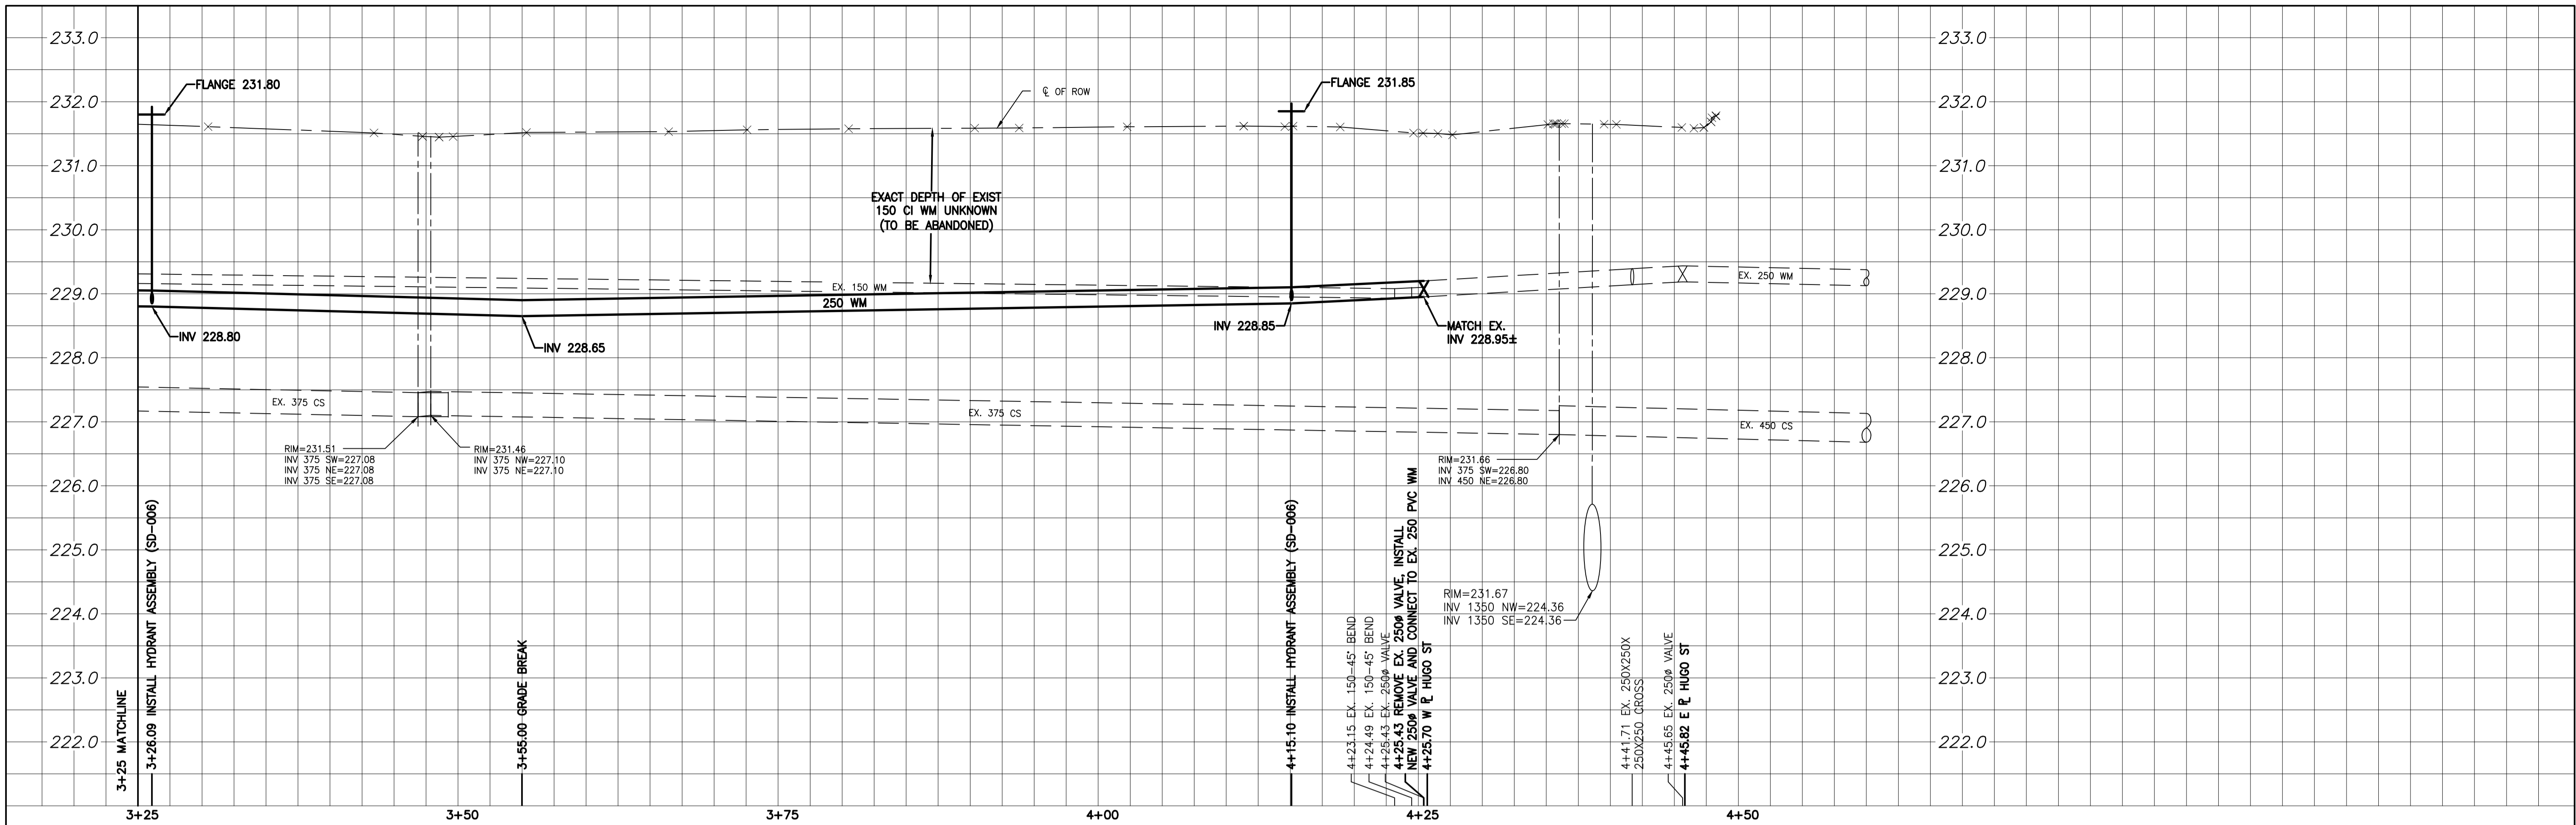 233.0
232.0
231.0
230.0
229.0
228.0
227.0
226.0
225.0
224.0
223.0
222.0
FLANGE 231.80
FLANGE 231.85
℄ OF ROW
EXACT DEPTH OF EXIST
150 CI WM UNKNOWN
(TO BE ABANDONED)
EX. 150 WM
250 WM
EX. 250 WM
INV 228.80
INV 228.65
INV 228.85
MATCH EX.
INV 228.95±
EX. 375 CS
EX. 375 CS
EX. 450 CS
RIM=231.51
INV 375 SW=227.08
INV 375 NE=227.08
INV 375 SE=227.08
RIM=231.46
INV 375 NW=227.10
INV 375 NE=227.10
RIM=231.66
INV 375 SW=226.80
INV 450 NE=226.80
RIM=231.67
INV 1350 NW=224.36
INV 1350 SE=224.36
3+25 MATCHLINE
3+26.09 INSTALL HYDRANT ASSEMBLY (SD-006)
3+55.00 GRADE BREAK
4+15.10 INSTALL HYDRANT ASSEMBLY (SD-006)
4+23.15 EX. 150-45° BEND
4+24.49 EX. 150-45° BEND
4+25.43 EX. 250ø VALVE
4+25.43 REMOVE EX. 250ø VALVE, INSTALL
NEW 250ø VALVE AND CONNECT TO EX. 250 PVC WM
4+25.70 W ⅊ HUGO ST
4+41.71 EX. 250X250X
250X250 CROSS
4+45.65 EX. 250ø VALVE
4+45.82 E ⅊ HUGO ST
233.0
232.0
231.0
230.0
229.0
228.0
227.0
226.0
225.0
224.0
223.0
222.0
3+25
3+50
3+75
4+00
4+25
4+50